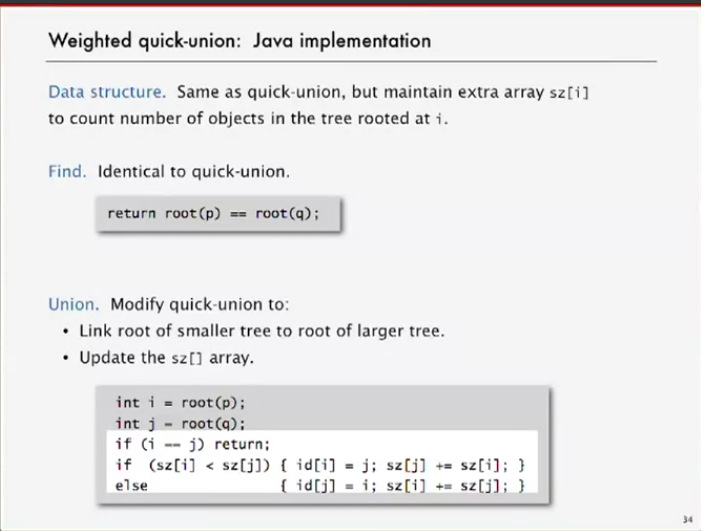 Weighted quick-union: Java implementation
Data structure. Same as quick-union, but maintain extra array sz[i]
to count number of objects in the tree rooted at i.
Find. Identical to quick-union.
return root(p) == root(q);
Union. Modify quick-union to:
• Link root of smaller tree to root of larger tree.
• Update the sz[] array.
int i = root(p);
int j = root(q);
if (i == j) return;
if (sz[i] < sz[j]) { id[i] = j; sz[j] += sz[i]; }
else { id[j] = i; sz[i] += sz[j]; }
34